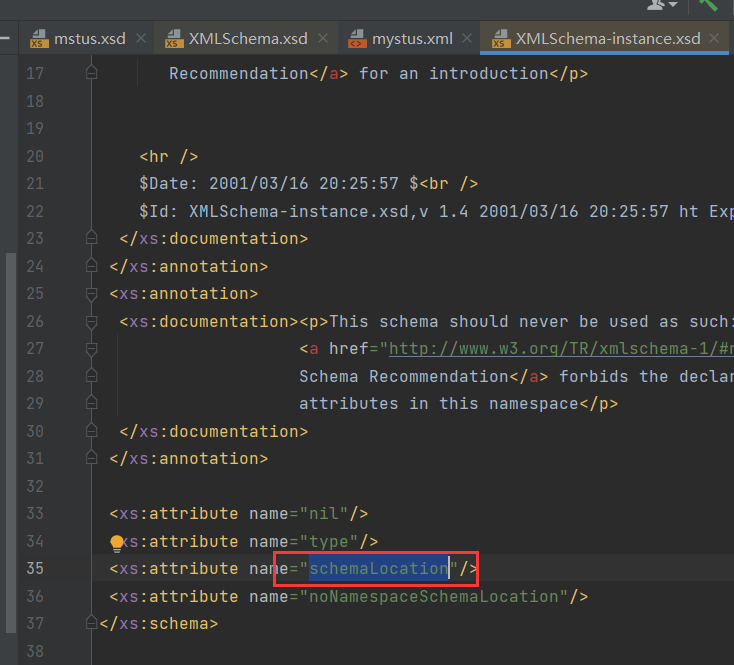 mstus.xsd XMLSchema.xsd mystus.xml XMLSchema-instance.xsd
17 Recommendation</a> for an introduction</p>
18
19
20 <hr />
21 $Date: 2001/03/16 20:25:57 $<br />
22 $Id: XMLSchema-instance.xsd,v 1.4 2001/03/16 20:25:57 ht Exp
23 </xs:documentation>
24 </xs:annotation>
25 <xs:annotation>
26 <xs:documentation><p>This schema should never be used as such:
27 <a href="http://www.w3.org/TR/xmlschema-1/#n
28 Schema Recommendation</a> forbids the declar
29 attributes in this namespace</p>
30 </xs:documentation>
31 </xs:annotation>
32
33 <xs:attribute name="nil"/>
34 xs:attribute name="type"/>
35 <xs:attribute name="schemaLocation"/>
36 <xs:attribute name="noNamespaceSchemaLocation"/>
37 </xs:schema>
38